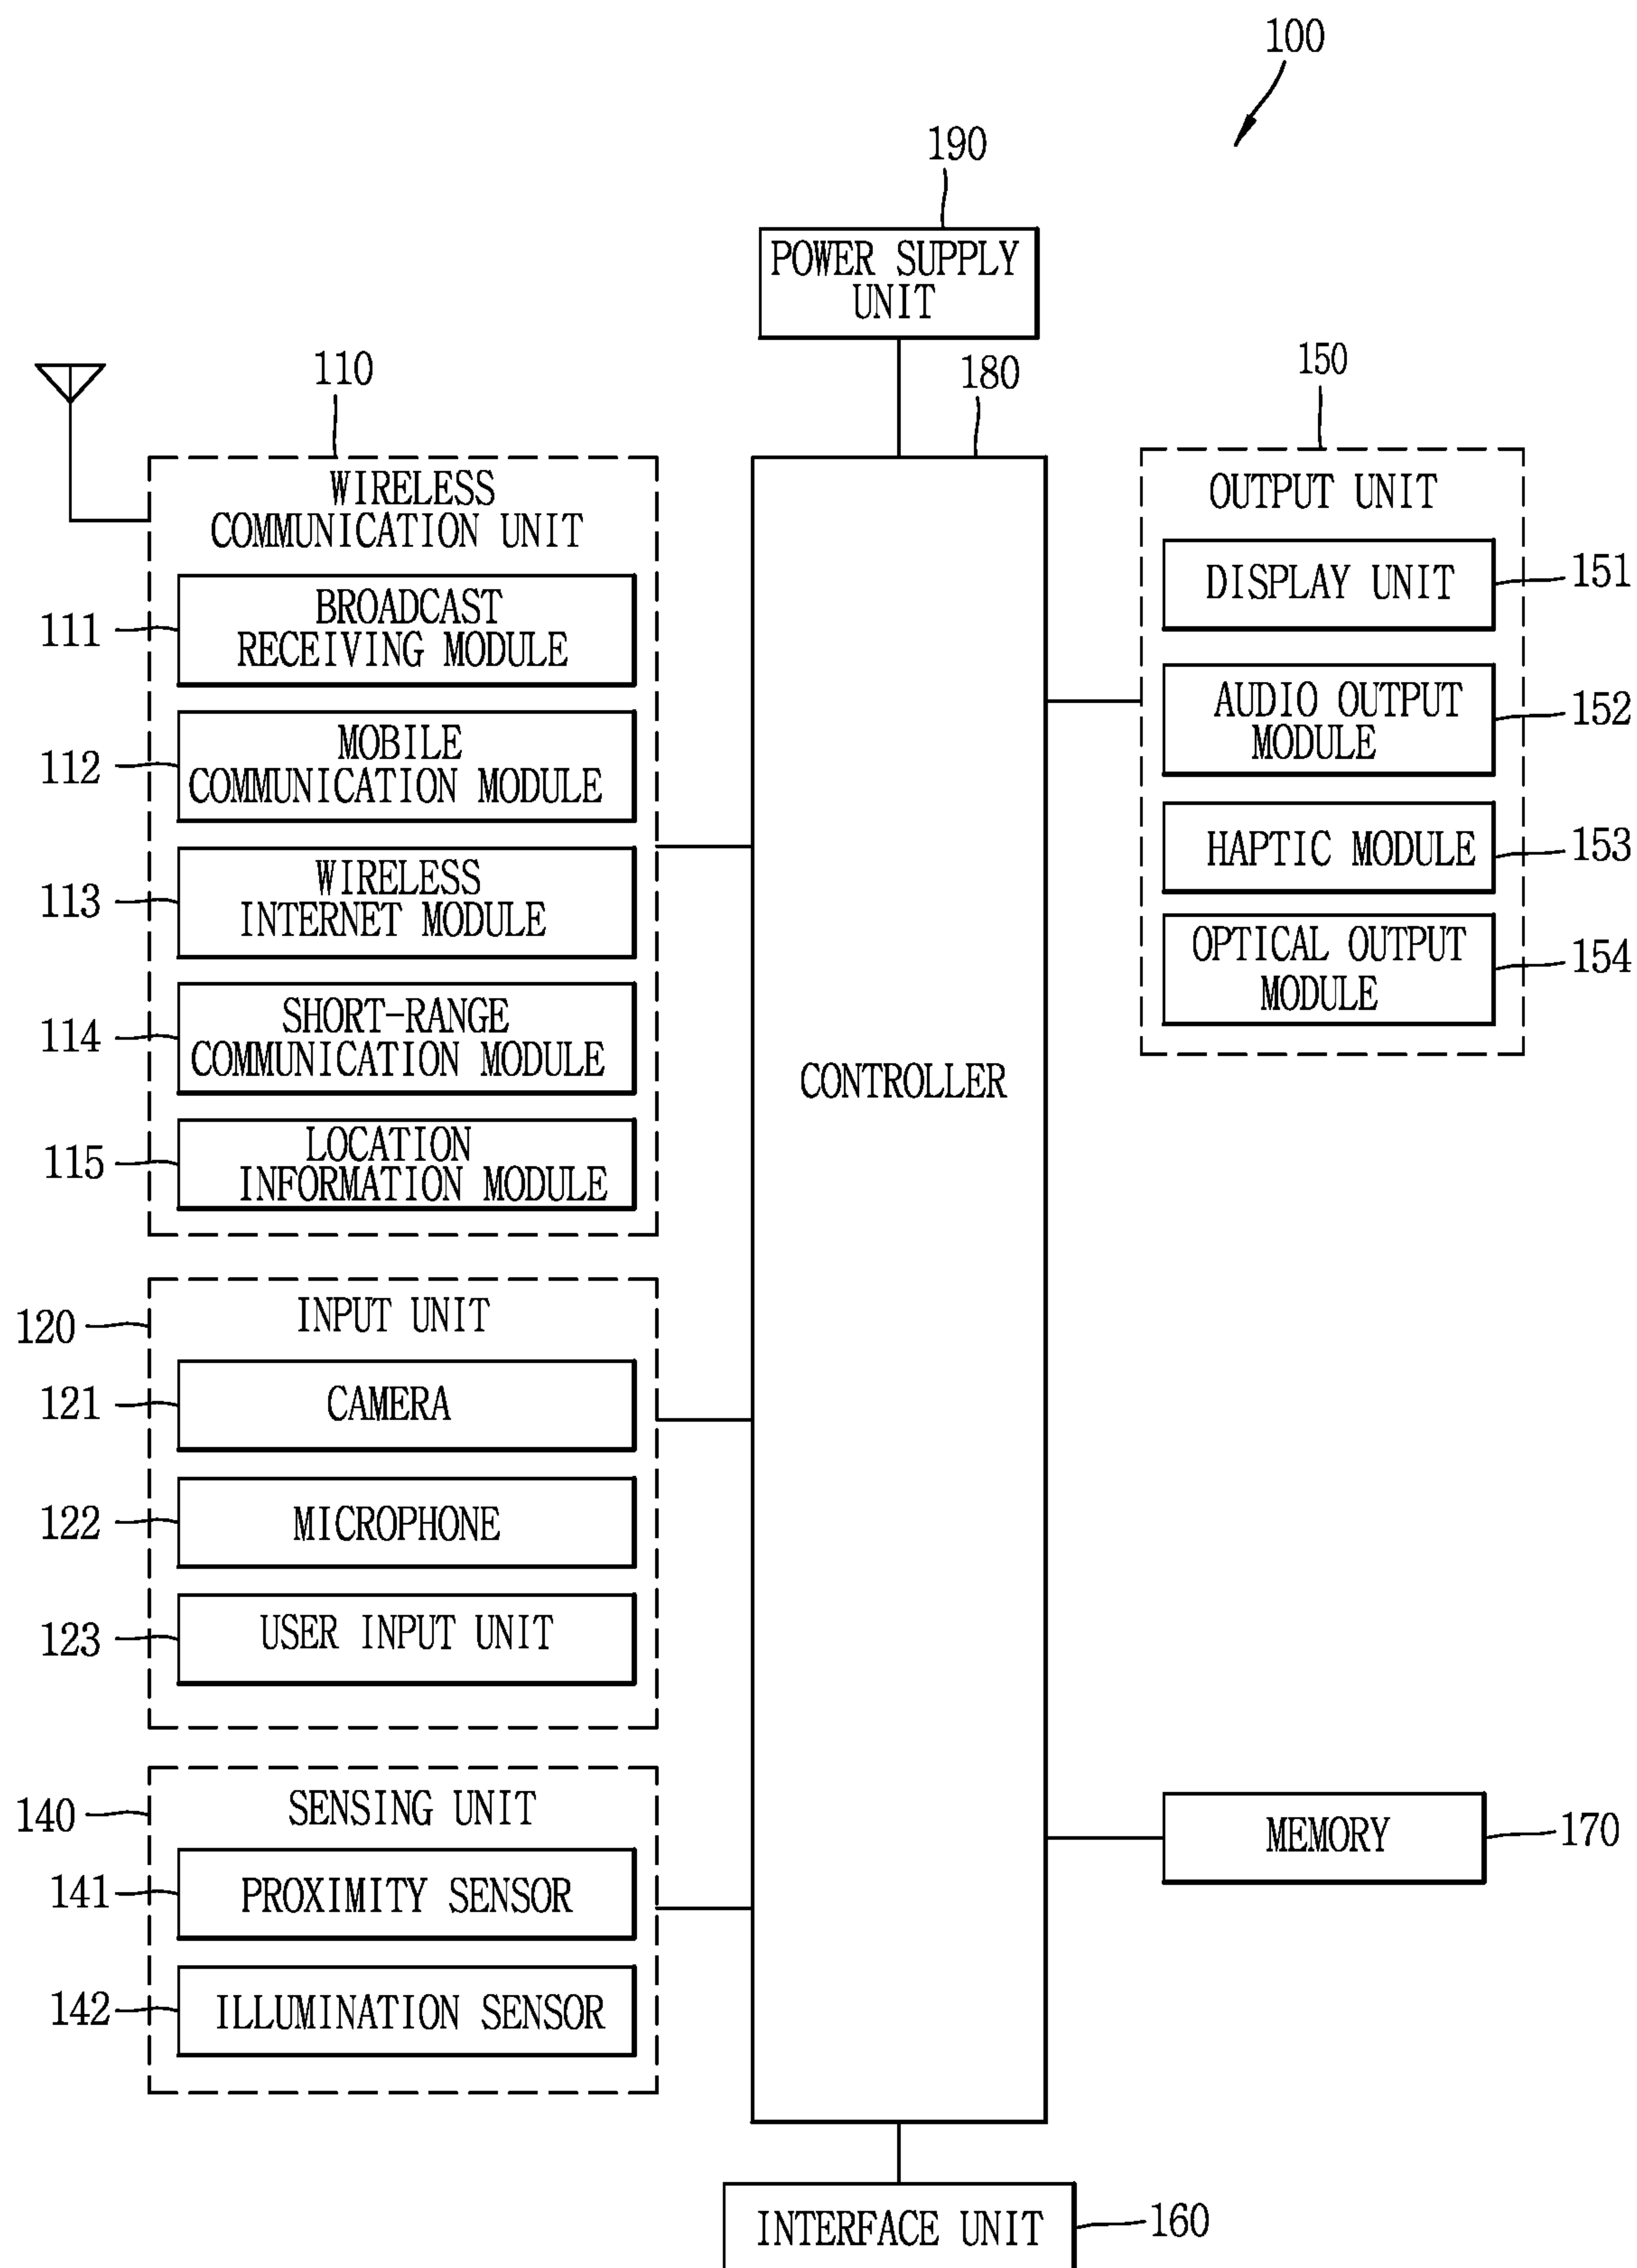 100
190
POWER SUPPLY
UNIT
110
180
150
WIRELESS
COMMUNICATION UNIT
111
BROADCAST
RECEIVING MODULE
112
MOBILE
COMMUNICATION MODULE
113
WIRELESS
INTERNET MODULE
114
SHORT-RANGE
COMMUNICATION MODULE
115
LOCATION
INFORMATION MODULE
120
INPUT UNIT
121
CAMERA
122
MICROPHONE
123
USER INPUT UNIT
140
SENSING UNIT
141
PROXIMITY SENSOR
142
ILLUMINATION SENSOR
CONTROLLER
OUTPUT UNIT
DISPLAY UNIT
151
AUDIO OUTPUT
MODULE
152
HAPTIC MODULE
153
OPTICAL OUTPUT
MODULE
154
MEMORY
170
INTERFACE UNIT
160